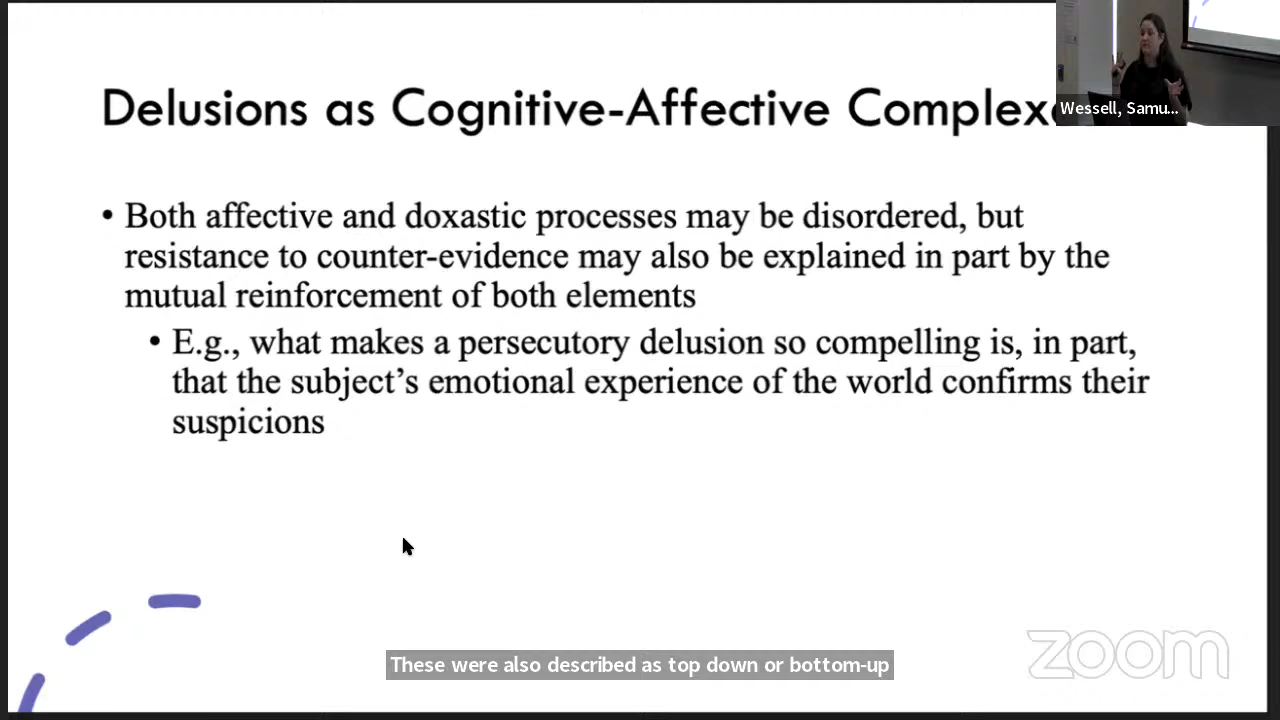 Delusions as Cognitive-Affective Complex
Wessell, Samu...
• Both affective and doxastic processes may be disordered, but
resistance to counter-evidence may also be explained in part by the
mutual reinforcement of both elements
• E.g., what makes a persecutory delusion so compelling is, in part,
that the subject’s emotional experience of the world confirms their
suspicions
These were also described as top down or bottom-up
zoom